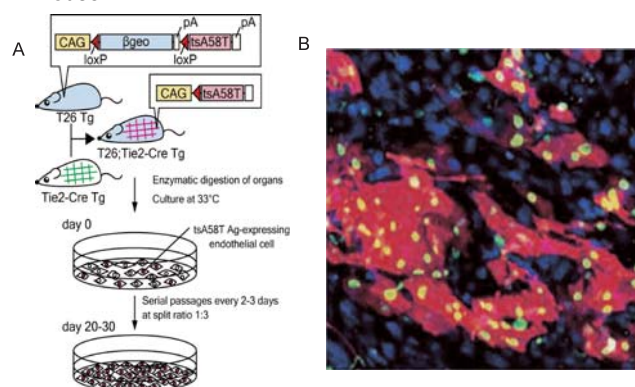 A
B
pA
pA
CAG
βgeo
tsA58T
loxP
loxP
CAG
tsA58T
T26 Tg
T26;Tie2-Cre Tg
Tie2-Cre Tg
Enzymatic digestion of organs
Culture at 33°C
day 0
tsA58T Ag-expressing
endothelial cell
Serial passages every 2-3 days
at split ratio 1:3
day 20-30